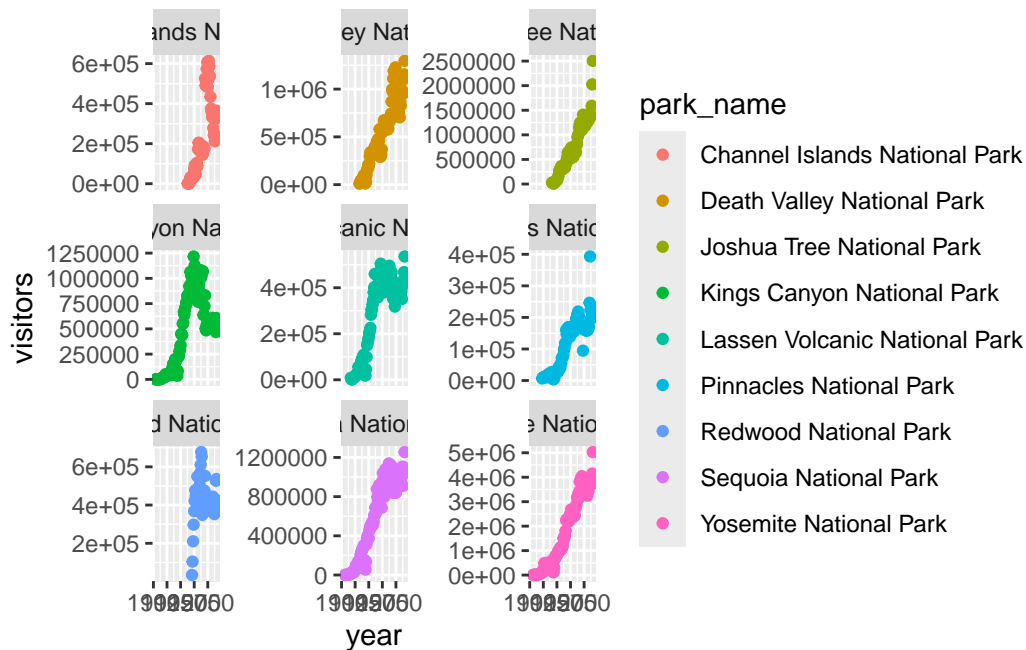 ands N
ey Nat
ee Nat
6e+05
4e+05
2e+05
0e+00
1e+06
5e+05
0e+00
2500000
2000000
1500000
1000000
500000
0
yon Na
canic N
s Natio
1250000
1000000
750000
500000
250000
0
4e+05
2e+05
0e+00
4e+05
3e+05
2e+05
1e+05
0e+00
d Natio
a Nation
e Nation
6e+05
4e+05
2e+05
1200000
800000
400000
0
5e+06
4e+06
3e+06
2e+06
1e+06
0e+00
visitors
year
park_name
Channel Islands National Park
Death Valley National Park
Joshua Tree National Park
Kings Canyon National Park
Lassen Volcanic National Park
Pinnacles National Park
Redwood National Park
Sequoia National Park
Yosemite National Park